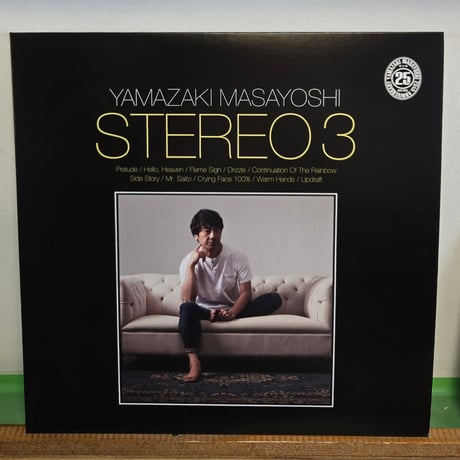 YAMAZAKI MASAYOSHI
STEREO 3
Prelude / Hello, Heaven / Flame Sign / Drizzle / Continuation Of The Rainbow
Side Story / Mr. Saito / Crying Face 100% / Warm Hands / Updraft
25